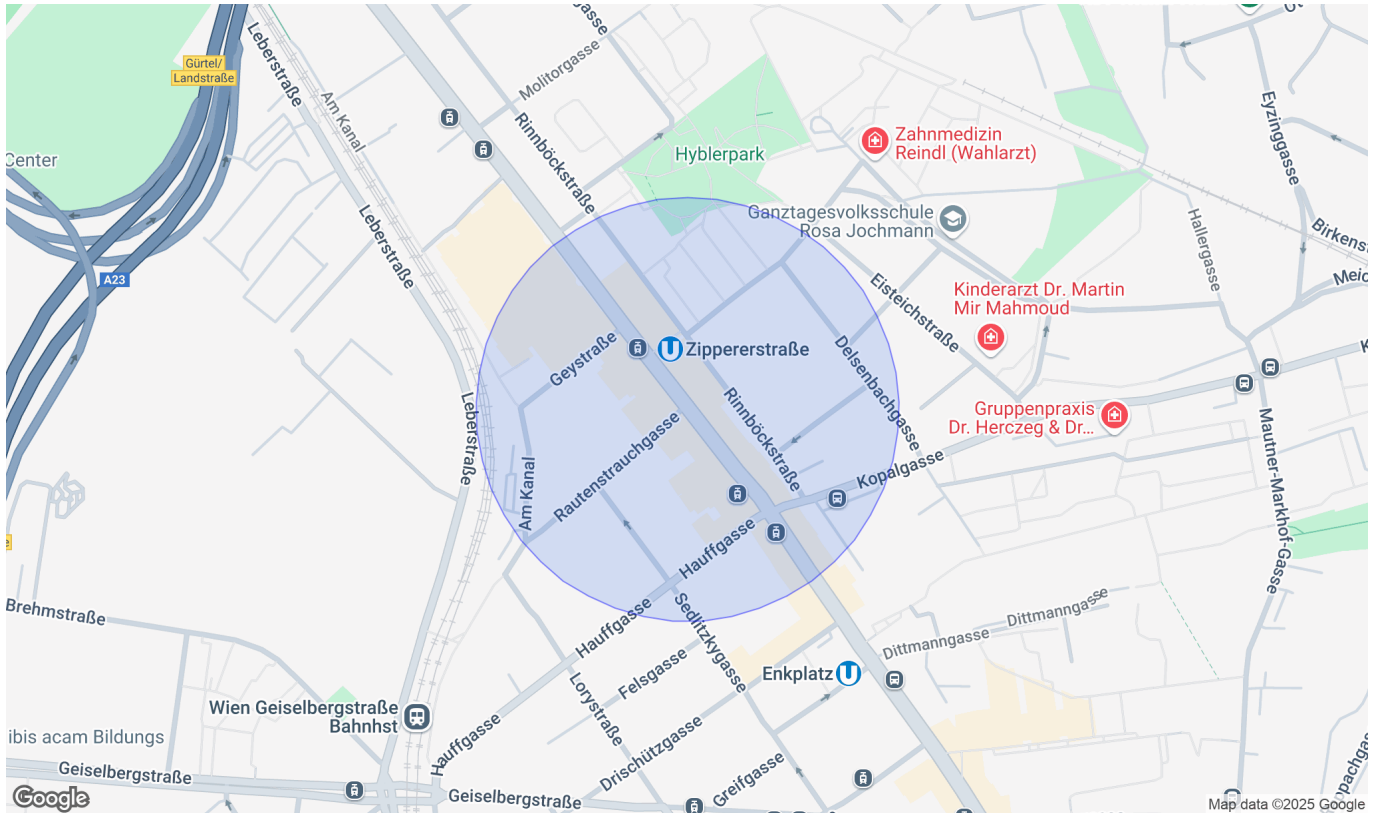 Leberstraße
Gürtel/
Landstraße
Am Kanal
Molitorgasse
Rinnböckstraße
Hyblerpark
Zahnmedizin
Reindl (Wahlarzt)
Eyzinggasse
Center
Leberstraße
Ganztagesvolksschule
Rosa Jochmann
Hallergasse
A23
Eisteichstraße
Kinderarzt Dr. Martin
Mir Mahmoud
Geystraße
Zippererstraße
Delsenbachgasse
Leberstraße
Rinnböckstraße
Gruppenpraxis
Dr. Herczeg & Dr...
Rautenstrauchgasse
Am Kanal
Kopalgasse
Mautner-Markhof-Gasse
Hauffgasse
Brehmstraße
Hauffgasse
Sedlitzkygasse
Dittmanngasse
Dittmanngasse
Felsgasse
Enkplatz
Wien Geiselbergstraße
Bahnhst
Lorystraße
ibis acam Bildungs
Hauffgasse
Drischützgasse
Greifgasse
Geiselbergstraße
Geiselbergstraße
Google
Map data ©2025 Google